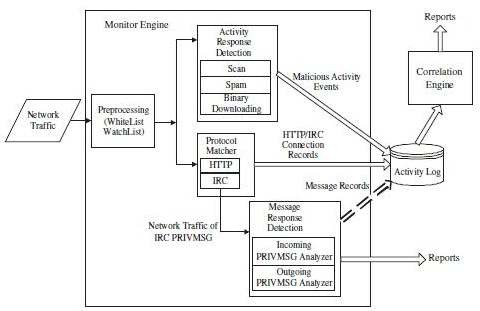 Reports
Monitor Engine
Activity
Response
Detection
Scan
Spam
Binary
Downloading
Malicious Activity
Events
Correlation
Engine
Network
Traffic
Preprocessing
(WhiteList
WatchList)
Protocol
Matcher
HTTP
IRC
HTTP/IRC
Connection
Records
Activity Log
Message Records
Network Traffic of
IRC PRIVMSG
Message
Response
Detection
Incoming
PRIVMSG Analyzer
Outgoing
PRIVMSG Analyzer
Reports